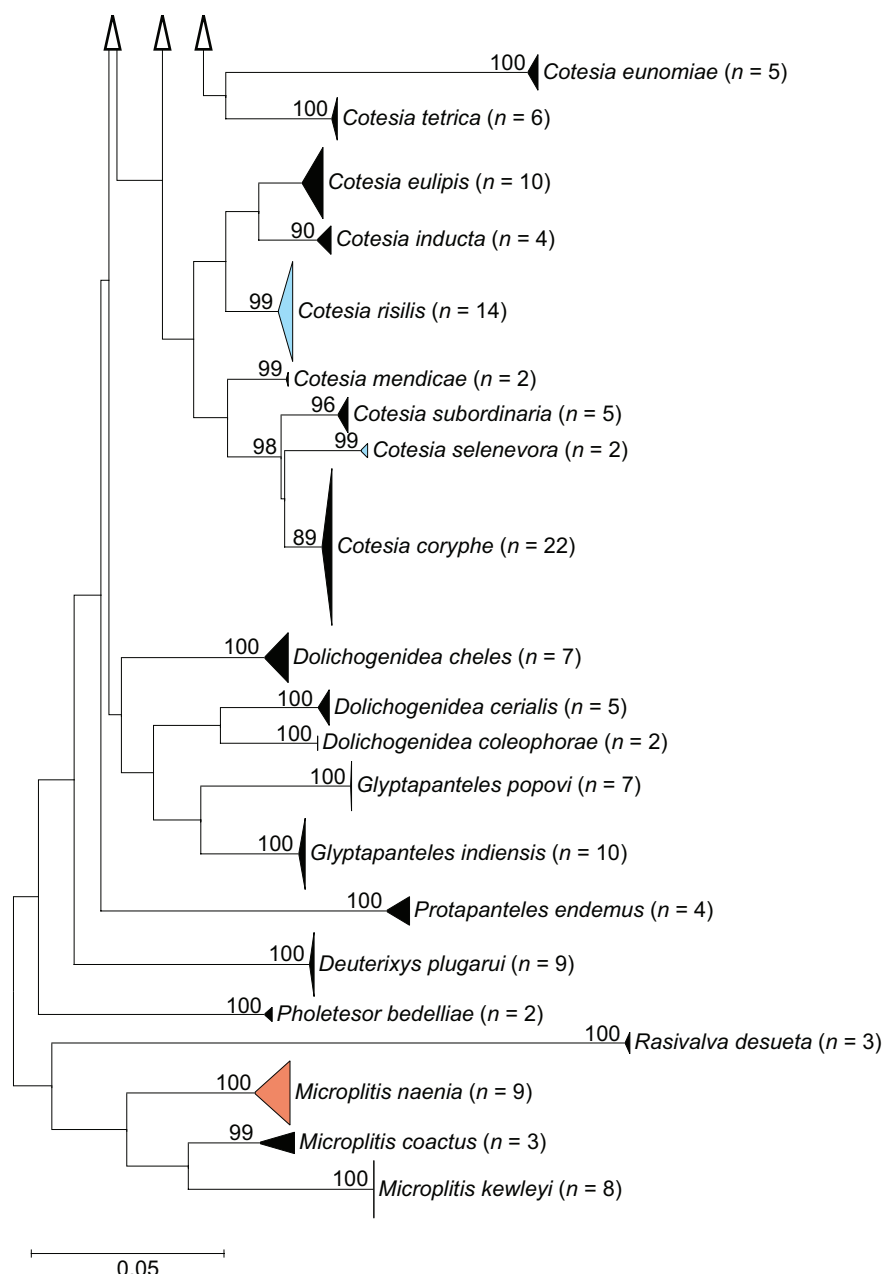 100 Cotesia eunomiae (n = 5)
100 Cotesia tetrica (n = 6)
Cotesia eulipis (n = 10)
90 Cotesia inducta (n = 4)
99 Cotesia risilis (n = 14)
99 Cotesia mendicae (n = 2)
96 Cotesia subordinaria (n = 5)
98
99 Cotesia selenevora (n = 2)
89 Cotesia coryphe (n = 22)
100 Dolichogenidea cheles (n = 7)
100 Dolichogenidea cerialis (n = 5)
100 Dolichogenidea coleophorae (n = 2)
100 Glyptapanteles popovi (n = 7)
100 Glyptapanteles indiensis (n = 10)
100 Protapanteles endemus (n = 4)
100 Deuterixys plugarui (n = 9)
100 Pholetesor bedelliae (n = 2)
100 Rasivalva desueta (n = 3)
100 Microplitis naenia (n = 9)
99 Microplitis coactus (n = 3)
100 Microplitis kewleyi (n = 8)
0.05